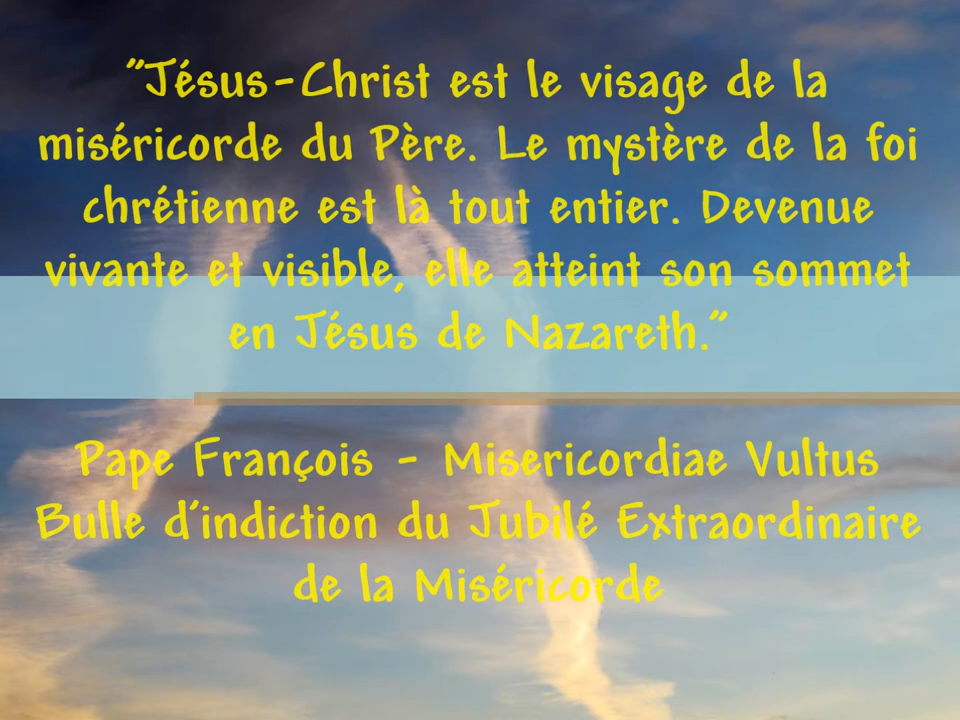 "Jésus-Christ est le visage de la
miséricorde du Père. Le mystère de la foi
chrétienne est là tout entier. Devenue
vivante et visible, elle atteint son sommet
en Jésus de Nazareth."
Pape François - Misericordiae Vultus
Bulle d'indiction du Jubilé Extraordinaire
de la Miséricorde